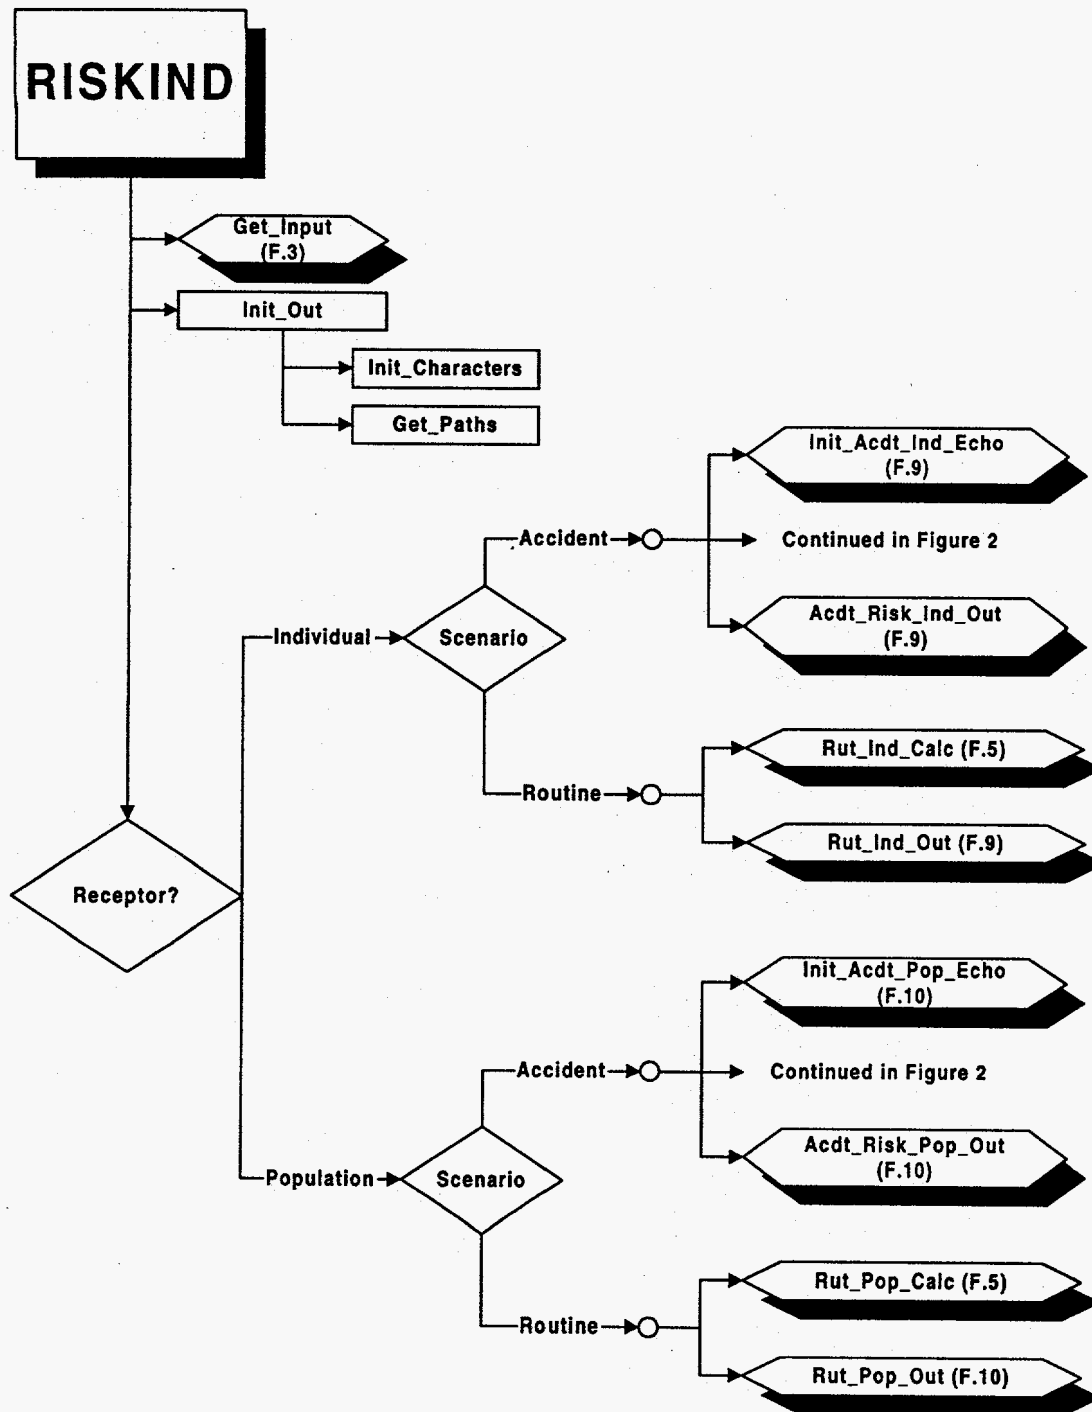 RISKIND
Get_Input
(F.3)
Init_Out
Init_Characters
Get_Paths
Init_Acdt_Ind_Echo
(F.9)
Accident
Continued in Figure 2
Acdt_Risk_Ind_Out
(F.9)
Individual
Scenario
Rut_Ind_Calc (F.5)
Routine
Rut_Ind_Out (F.9)
Receptor?
Init_Acdt_Pop_Echo
(F.10)
Accident
Continued in Figure 2
Acdt_Risk_Pop_Out
(F.10)
Population
Scenario
Rut_Pop_Calc (F.5)
Routine
Rut_Pop_Out (F.10)